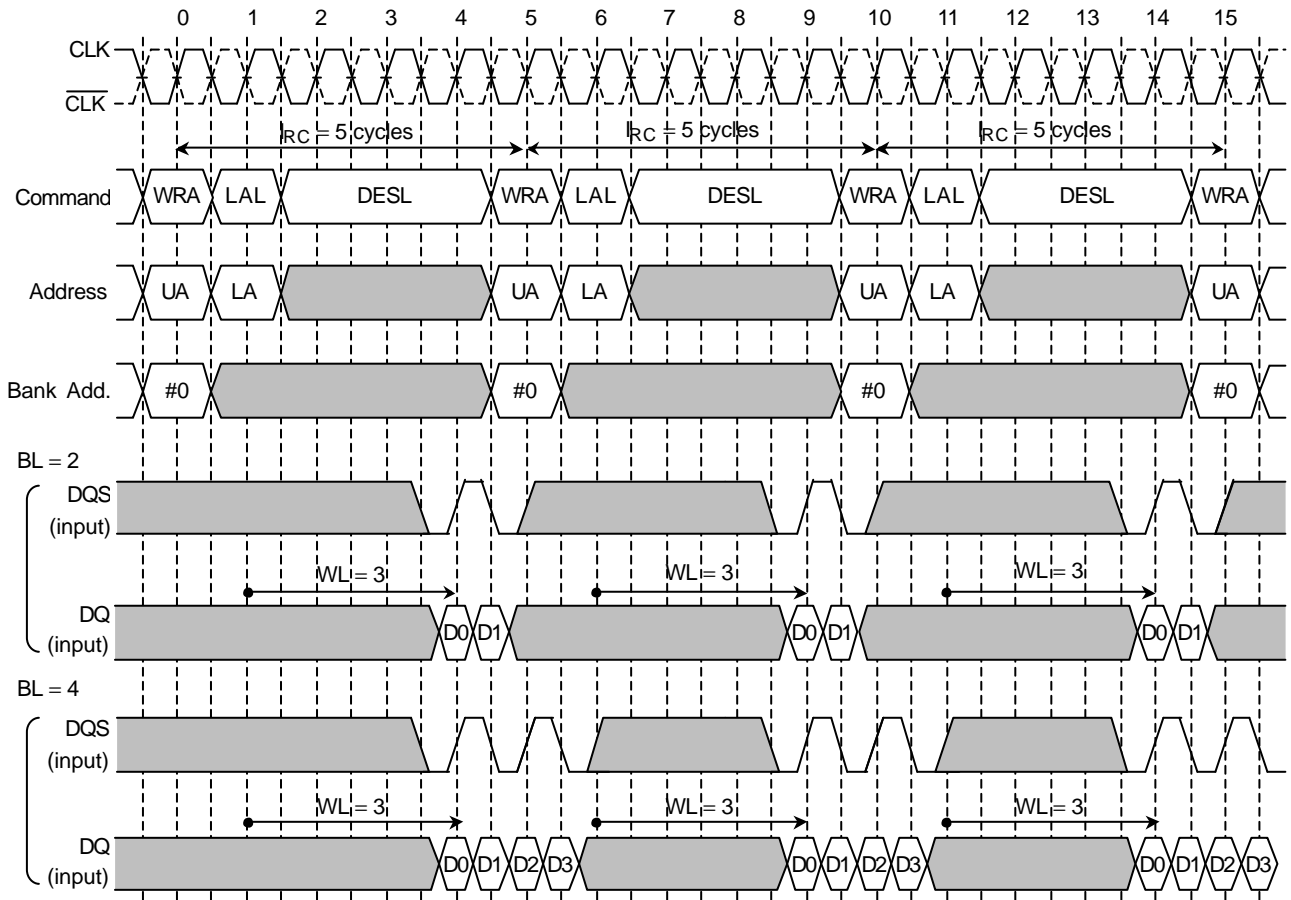 0 1 2 3 4 5 6 7 8 9 10 11 12 13 14 15
CLK
CLK
IRC = 5 cycles IRC = 5 cycles IRC = 5 cycles
Command WRA LAL DESL WRA LAL DESL WRA LAL DESL WRA
Address UA LA UA LA UA LA UA
Bank Add. #0 #0 #0 #0
BL = 2
DQS
(input)
WL = 3 WL = 3 WL = 3
DQ
(input)
D0 D1 D0 D1 D0 D1
BL = 4
DQS
(input)
WL = 3 WL = 3 WL = 3
DQ
(input)
D0 D1 D2 D3 D0 D1 D2 D3 D0 D1 D2 D3